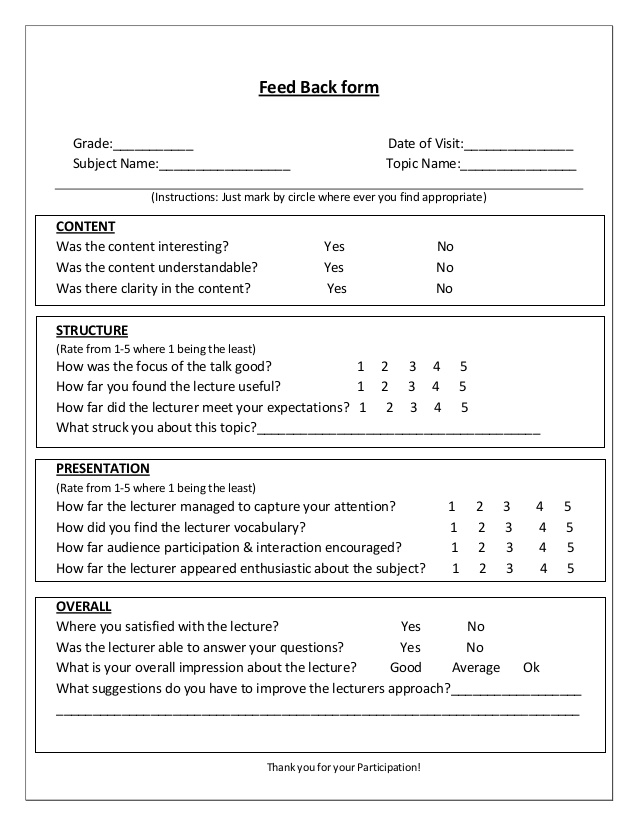 Feed Back form
Grade:___________ Date of Visit:_______________
Subject Name:__________________ Topic Name:________________
(Instructions: Just mark by circle where ever you find appropriate)
CONTENT
Was the content interesting? Yes No
Was the content understandable? Yes No
Was there clarity in the content? Yes No
STRUCTURE
(Rate from 1-5 where 1 being the least)
How was the focus of the talk good? 1 2 3 4 5
How far you found the lecture useful? 1 2 3 4 5
How far did the lecturer meet your expectations? 1 2 3 4 5
What struck you about this topic?_______________________________________
PRESENTATION
(Rate from 1-5 where 1 being the least)
How far the lecturer managed to capture your attention? 1 2 3 4 5
How did you find the lecturer vocabulary? 1 2 3 4 5
How far audience participation & interaction encouraged? 1 2 3 4 5
How far the lecturer appeared enthusiastic about the subject? 1 2 3 4 5
OVERALL
Where you satisfied with the lecture? Yes No
Was the lecturer able to answer your questions? Yes No
What is your overall impression about the lecture? Good Average Ok
What suggestions do you have to improve the lecturers approach?__________________
________________________________________________________________________
Thank you for your Participation!